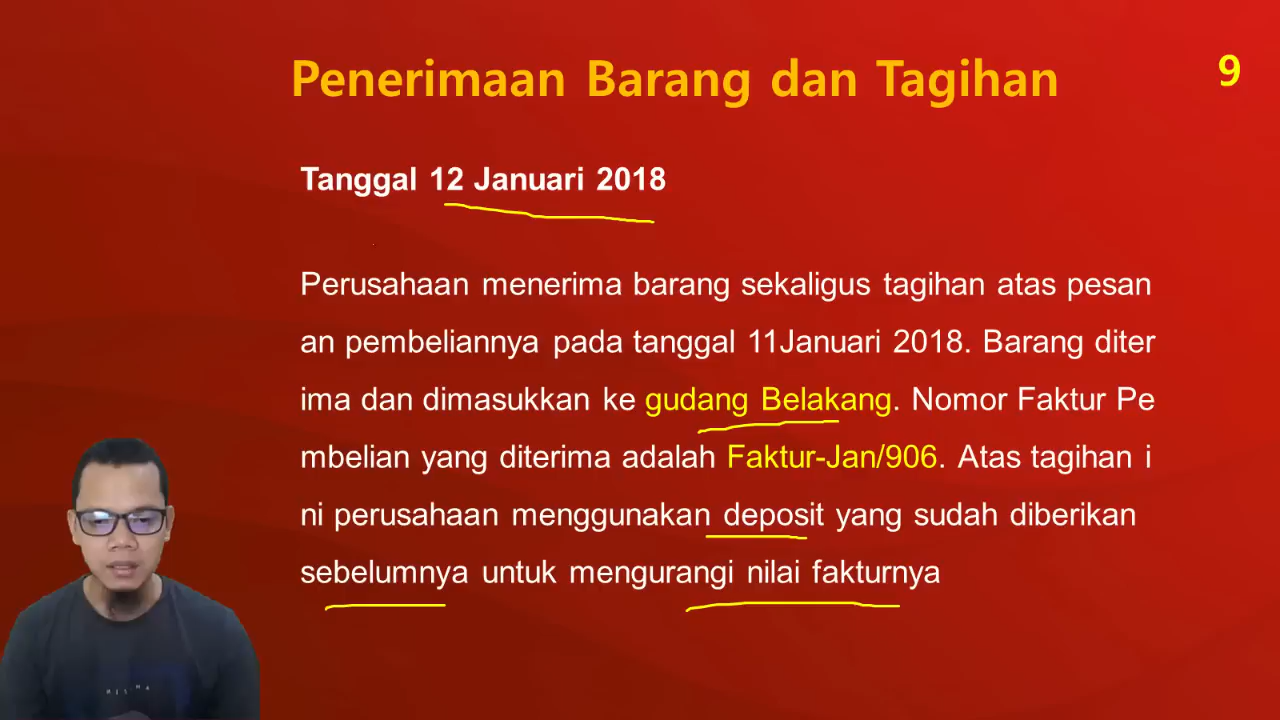 Penerimaan Barang dan Tagihan
9
Tanggal 12 Januari 2018
Perusahaan menerima barang sekaligus tagihan atas pesan
an pembeliannya pada tanggal 11Januari 2018. Barang diter
ima dan dimasukkan ke gudang Belakang. Nomor Faktur Pe
mbelian yang diterima adalah Faktur-Jan/906. Atas tagihan i
ni perusahaan menggunakan deposit yang sudah diberikan
sebelumnya untuk mengurangi nilai fakturnya